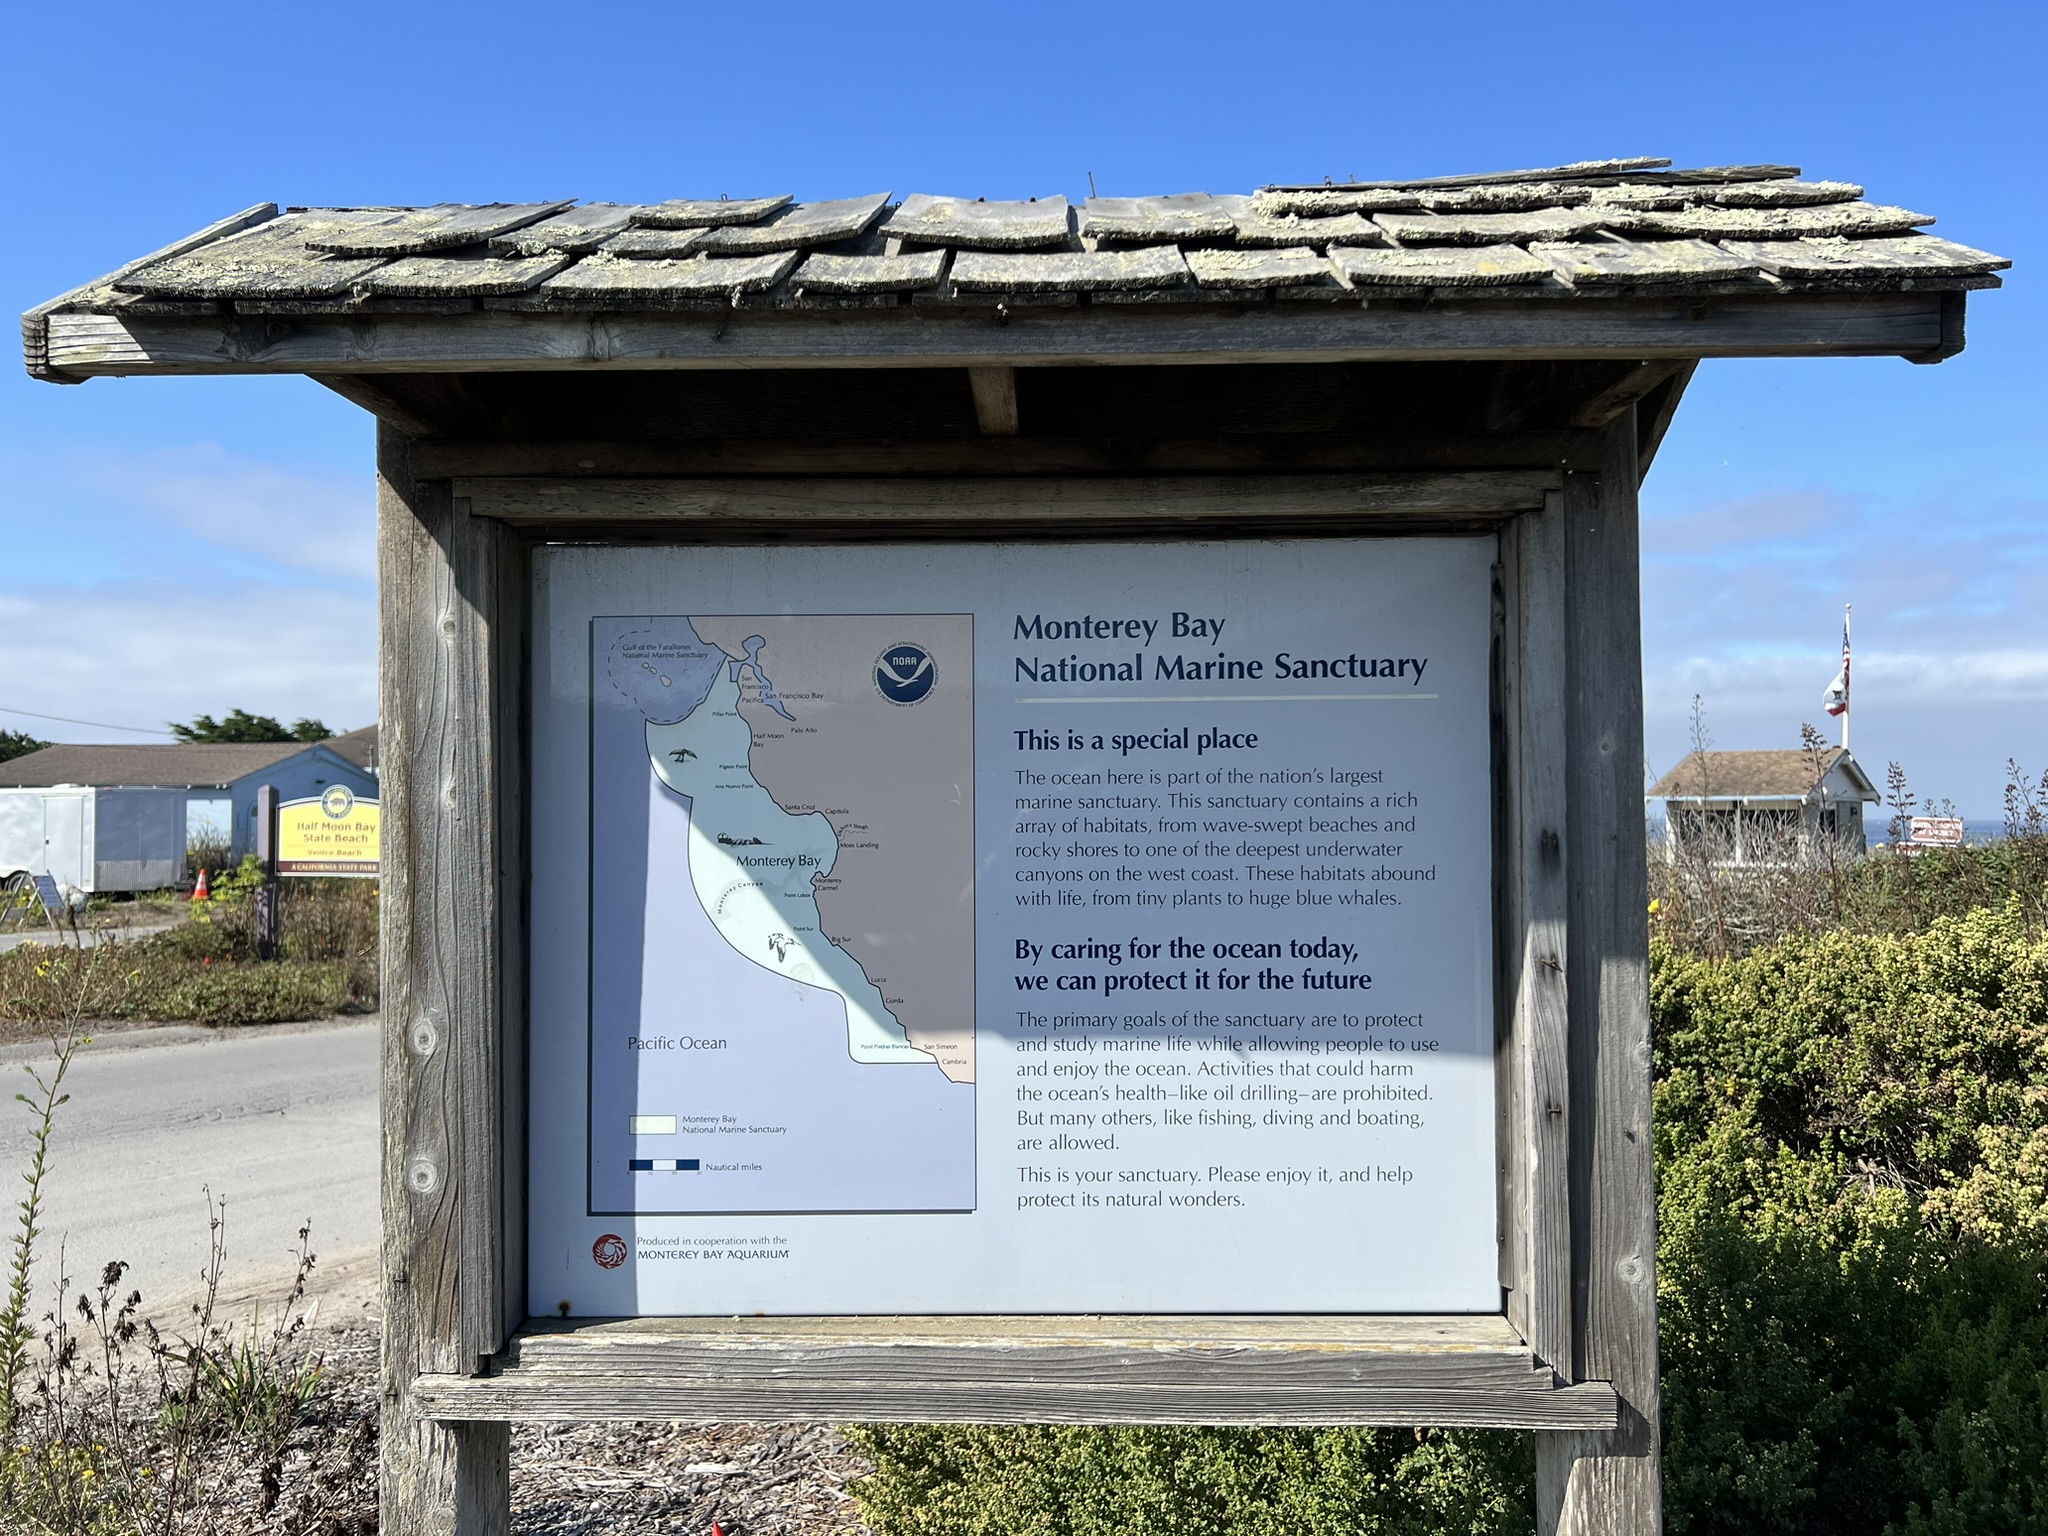 Monterey Bay
National Marine Sanctuary
This is a special place
The ocean here is part of the nation's largest
marine sanctuary. This sanctuary contains a rich
array of habitats, from wave-swept beaches and
rocky shores to one of the deepest underwater
canyons on the west coast. These habitats abound
with life, from tiny plants to huge blue whales.
By caring for the ocean today,
we can protect it for the future
The primary goals of the sanctuary are to protect
and study marine life while allowing people to use
and enjoy the ocean. Activities that could harm
the ocean's health–like oil drilling–are prohibited.
But many others, like fishing, diving and boating,
are allowed.
This is your sanctuary. Please enjoy it, and help
protect its natural wonders.
Gulf of the Farallones
National Marine Sanctuary
NOAA
San
Francisco
Pacifica
San Francisco Bay
Pillar Point
Palo Alto
Half Moon
Bay
Pigeon Point
Ano Nuevo Point
Santa Cruz
Capitola
Slough
Moss Landing
Monterey Bay
Monterey Canyon
Monterey
Carmel
Point Lobos
Point Sur
Big Sur
Lucia
Gorda
Point Piedras Blancas
San Simeon
Cambria
Pacific Ocean
Monterey Bay
National Marine Sanctuary
Nautical miles
Produced in cooperation with the
MONTEREY BAY AQUARIUM
Half Moon Bay
State Beach
Venice Beach
A CALIFORNIA STATE PARK